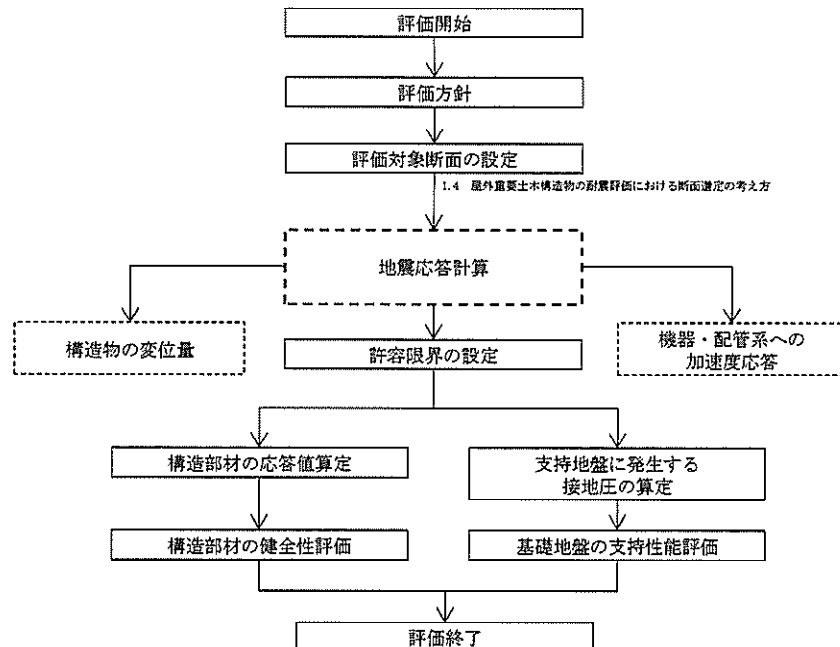 評価開始
評価方針
評価対象断面の設定
1.4 屋外重要土木構造物の耐震評価における断面選定の考え方
地震応答計算
構造物の変位量
許容限界の設定
機器・配管系への
加速度応答
構造部材の応答値算定
支持地盤に発生する
接地圧の算定
構造部材の健全性評価
基礎地盤の支持性能評価
評価終了